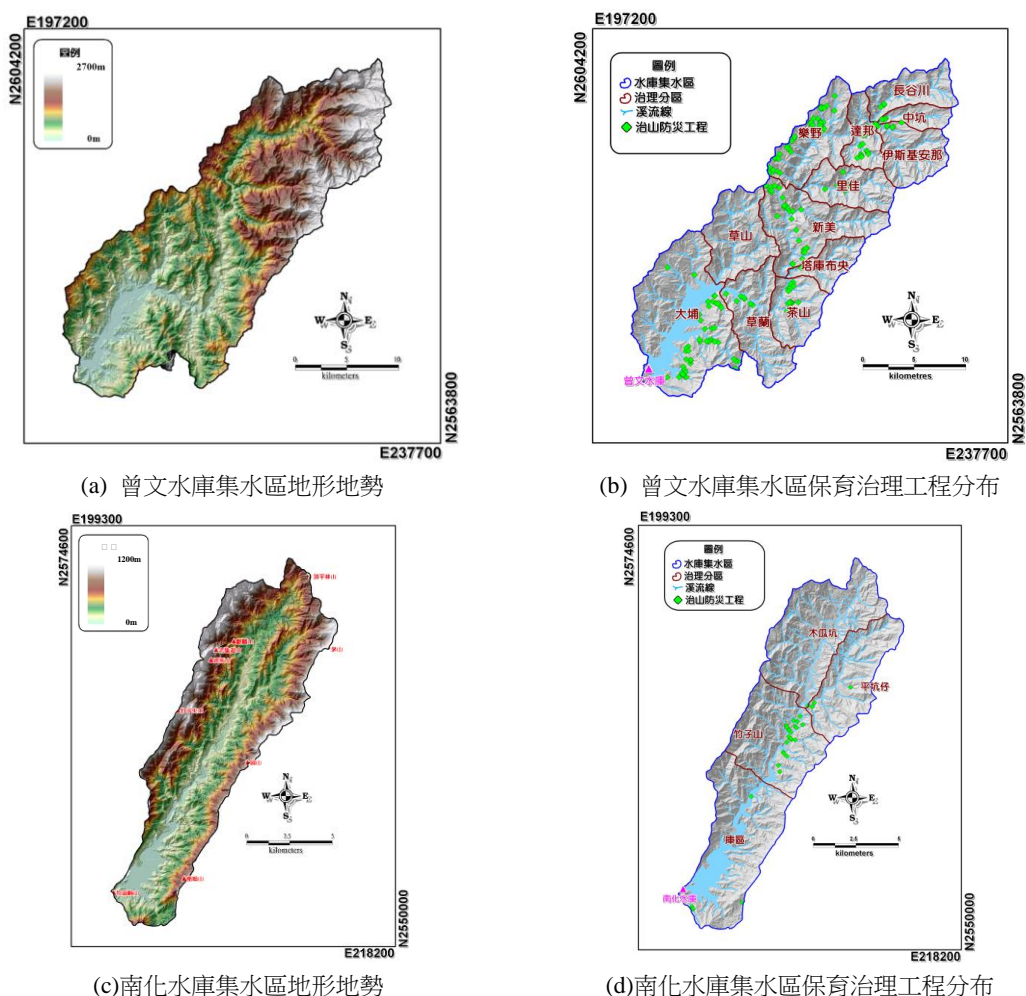 E197200
N2604200
圖例
2700m
0m
N
W E
S
0 5 10
kilometers
N2563800
E237700
(a) 曾文水庫集水區地形地勢
E197200
N2604200
圖例
水庫集水區
治理分區
溪流線
治山防災工程
長谷川
中坑
達邦
樂野
伊斯基安那
里佳
新美
草山
塔庫布央
大埔
草蘭
茶山
曾文水庫
N
W E
S
0 5 10
kilometres
N2563800
E237700
(b) 曾文水庫集水區保育治理工程分布
E199300
N2574600
□ □
1200m
0m
N
W E
S
0 2.5 5
kilometers
N2550000
E218200
(c)南化水庫集水區地形地勢
E199300
N2574600
圖例
水庫集水區
治理分區
溪流線
治山防災工程
木瓜坑
平坑仔
竹子山
庫區
南化水庫
N
W E
S
0 2.5 5
kilometers
N2550000
E218200
(d)南化水庫集水區保育治理工程分布